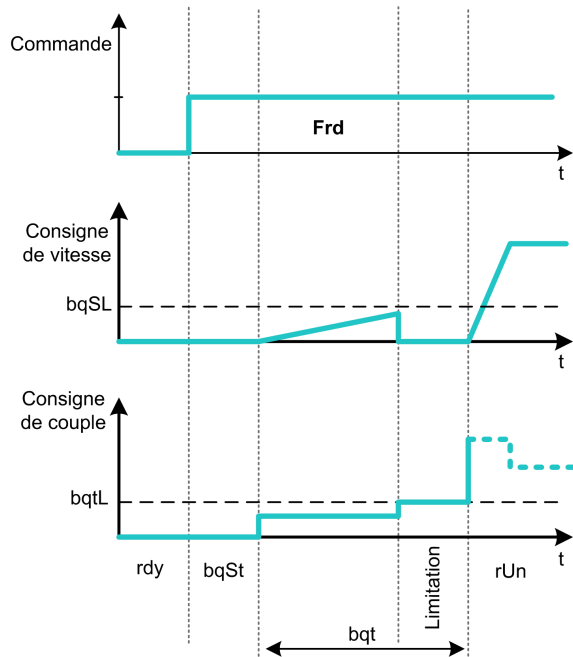 Commande
Frd
t
Consigne
de vitesse
bqSL
t
Consigne
de couple
bqtL
t
rdy
bqSt
Limitation
rUn
bqt